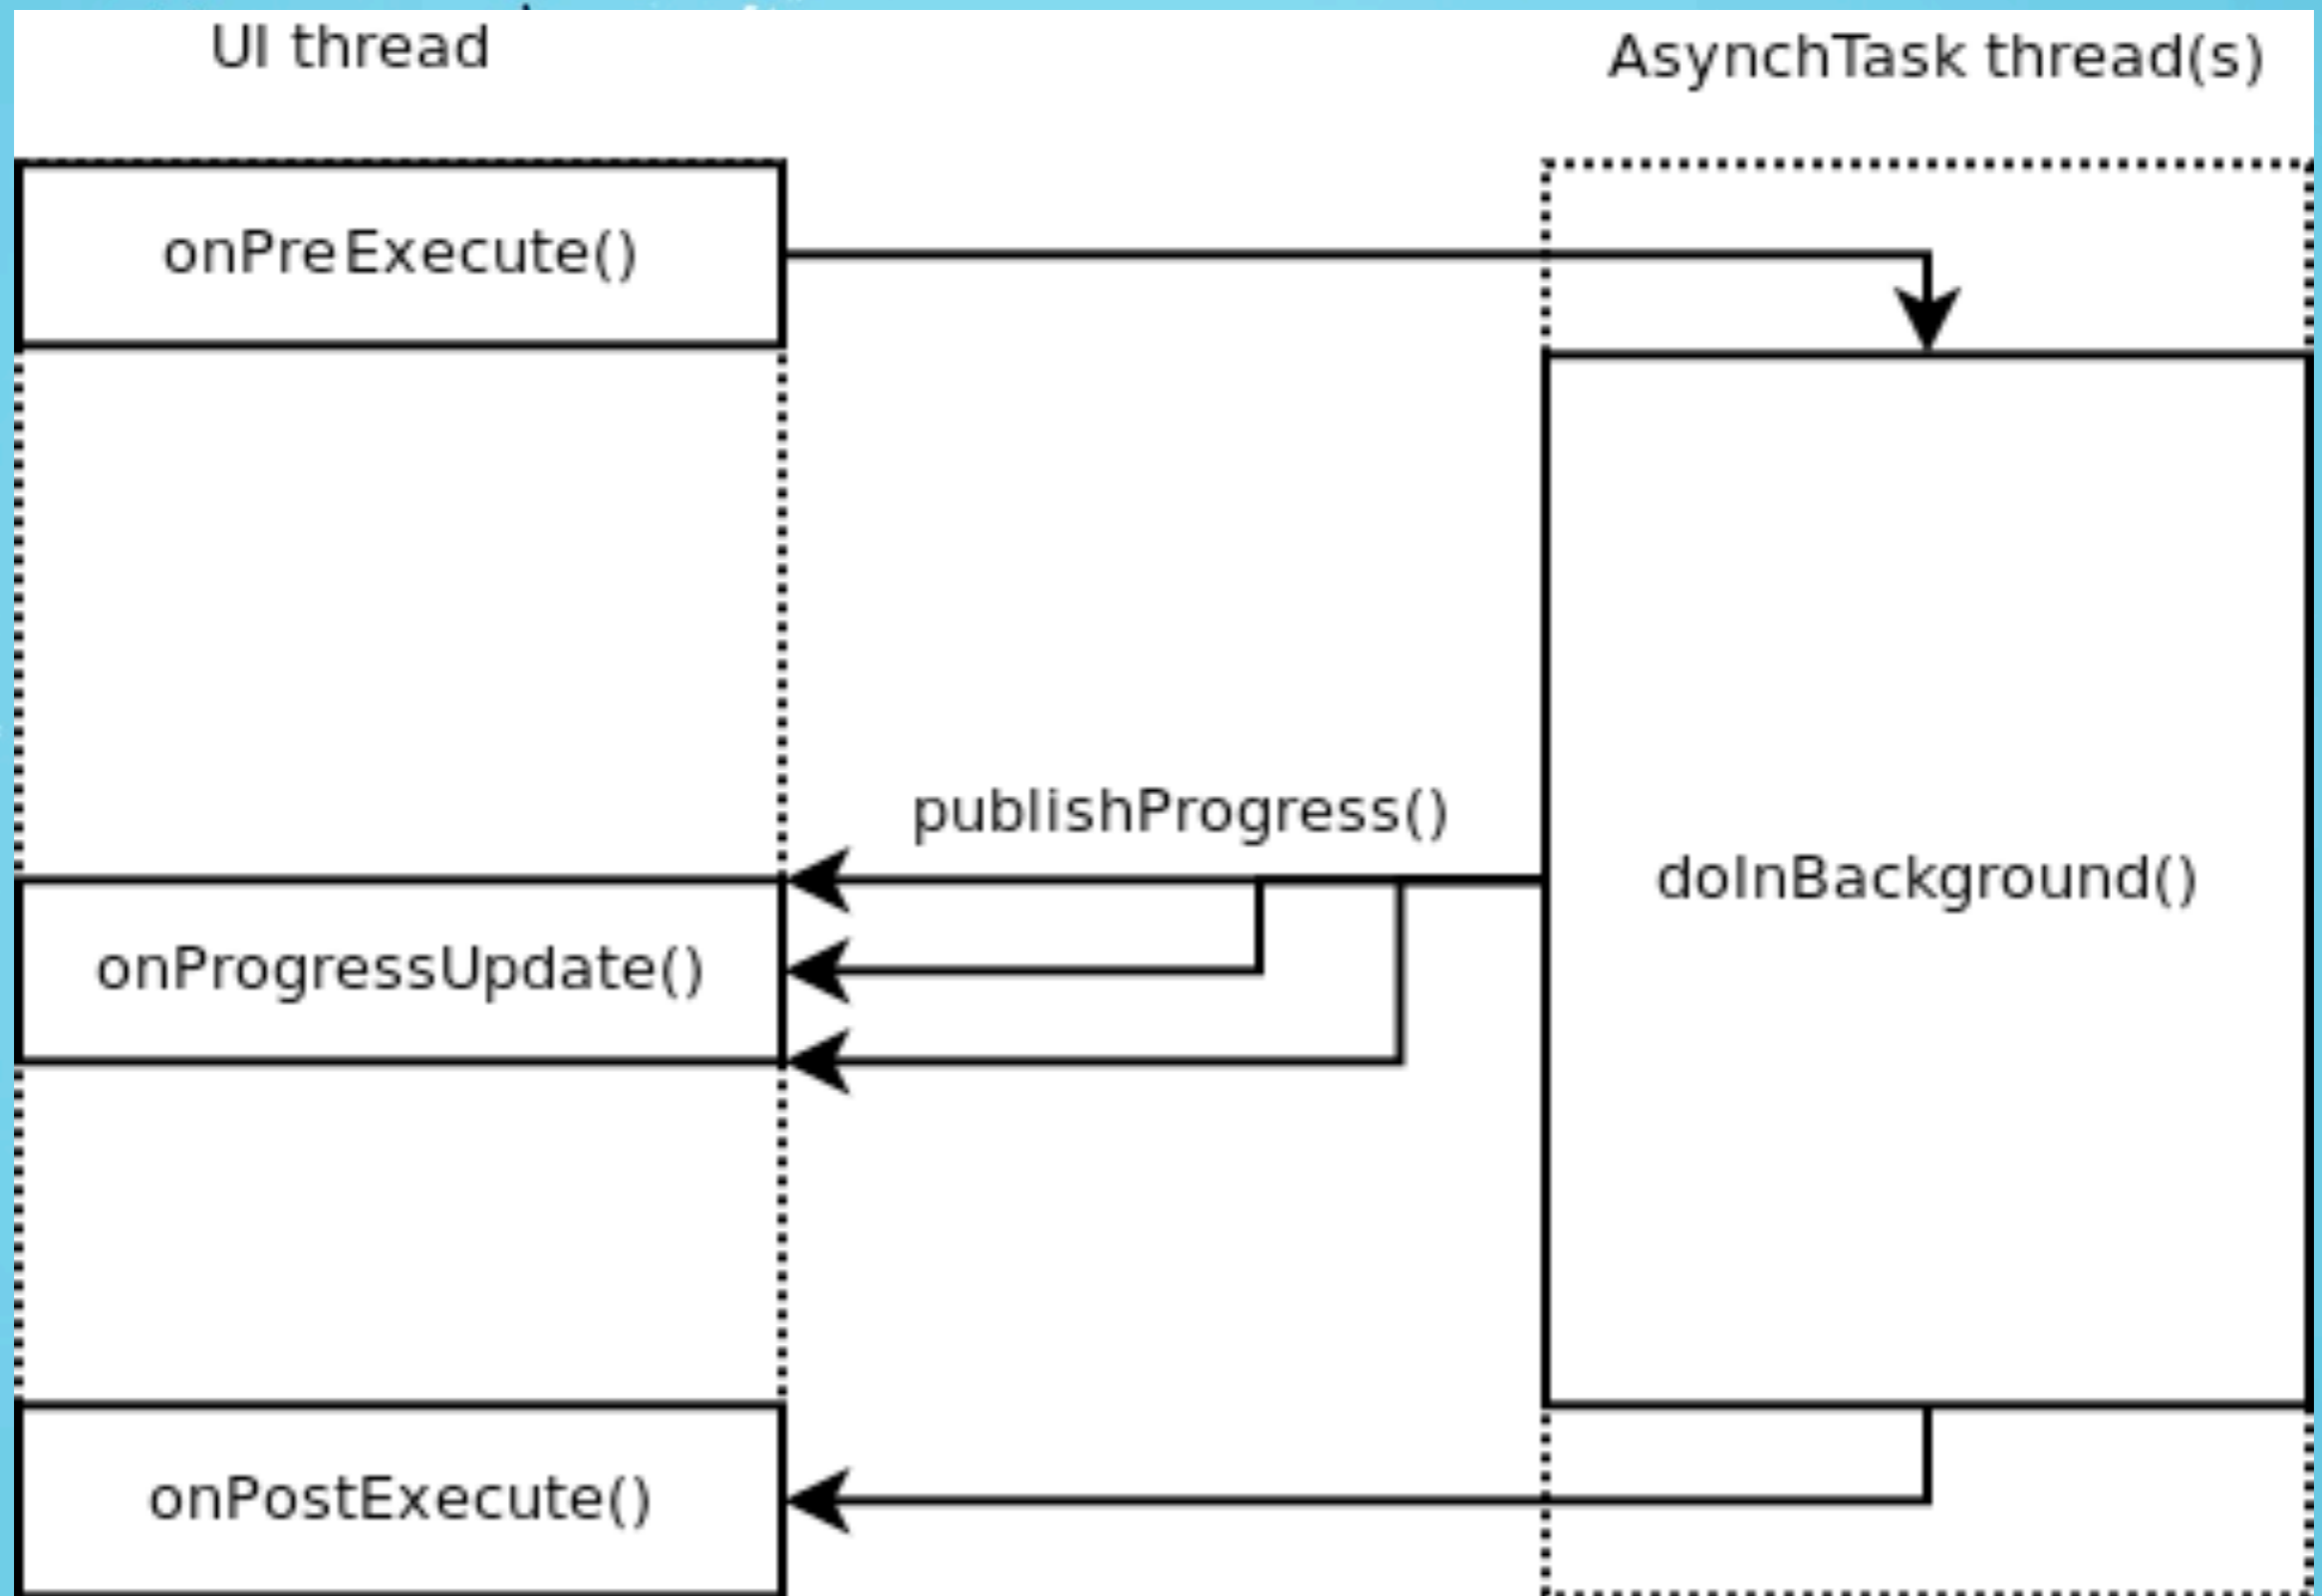 UI thread
AsynchTask thread(s)
onPreExecute()
publishProgress()
doInBackground()
onProgressUpdate()
onPostExecute()